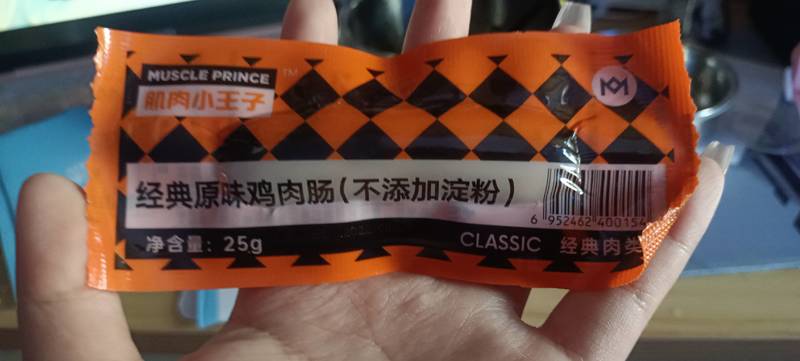 MUSCLE PRINCE TM
肌肉小王子
经典原味鸡肉肠(不添加淀粉)
6 952462 400154
净含量: 25g
CLASSIC 经典肉类